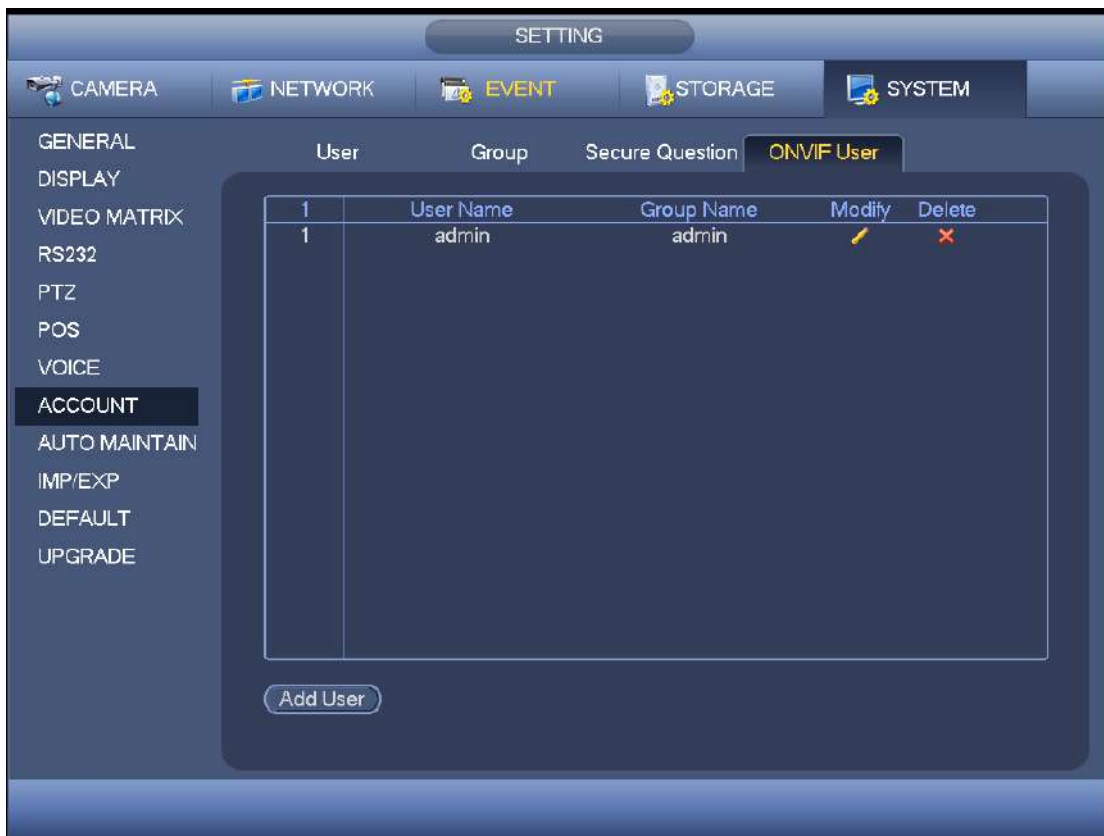 SETTING
CAMERA NETWORK EVENT STORAGE SYSTEM
GENERAL
DISPLAY
VIDEO MATRIX
RS232
PTZ
POS
VOICE
ACCOUNT
AUTO MAINTAIN
IMP/EXP
DEFAULT
UPGRADE
User Group Secure Question ONVIF User
1 User Name Group Name Modify Delete
1 admin admin
Add User